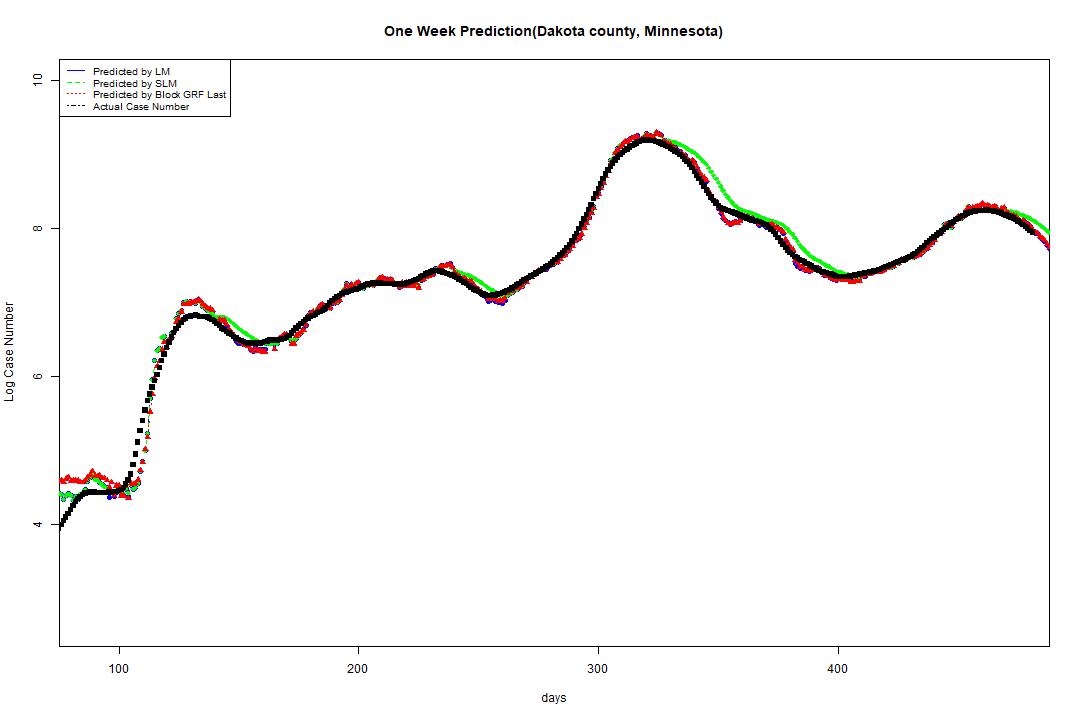 One Week Prediction(Dakota county, Minnesota)
Predicted by LM
Predicted by SLM
Predicted by Block GRF Last
Actual Case Number
10
8
6
4
Log Case Number
100 200 300 400
days